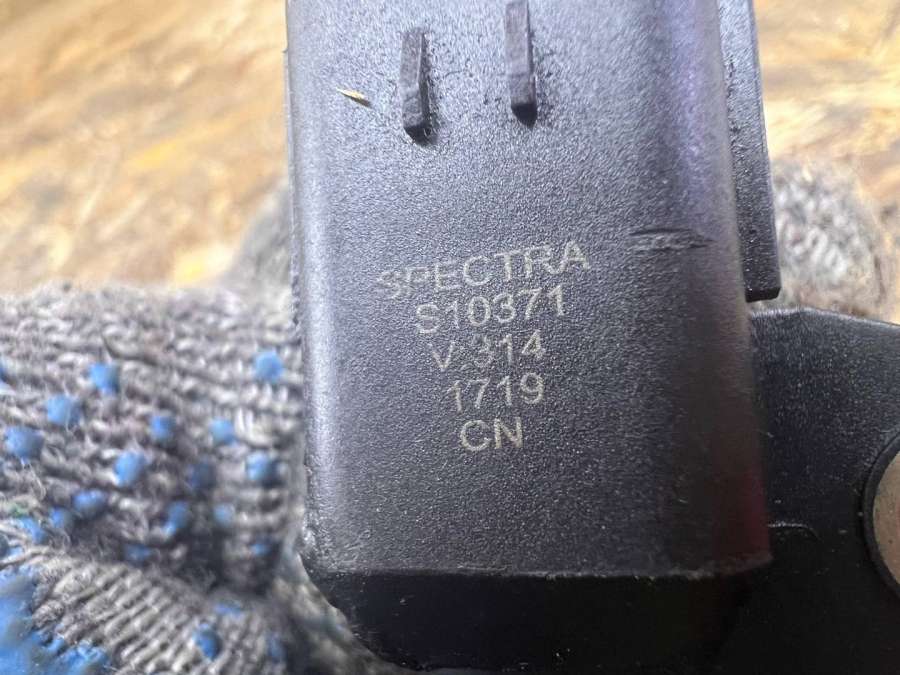 SPECTRA
S10371
V 314
1719
CN